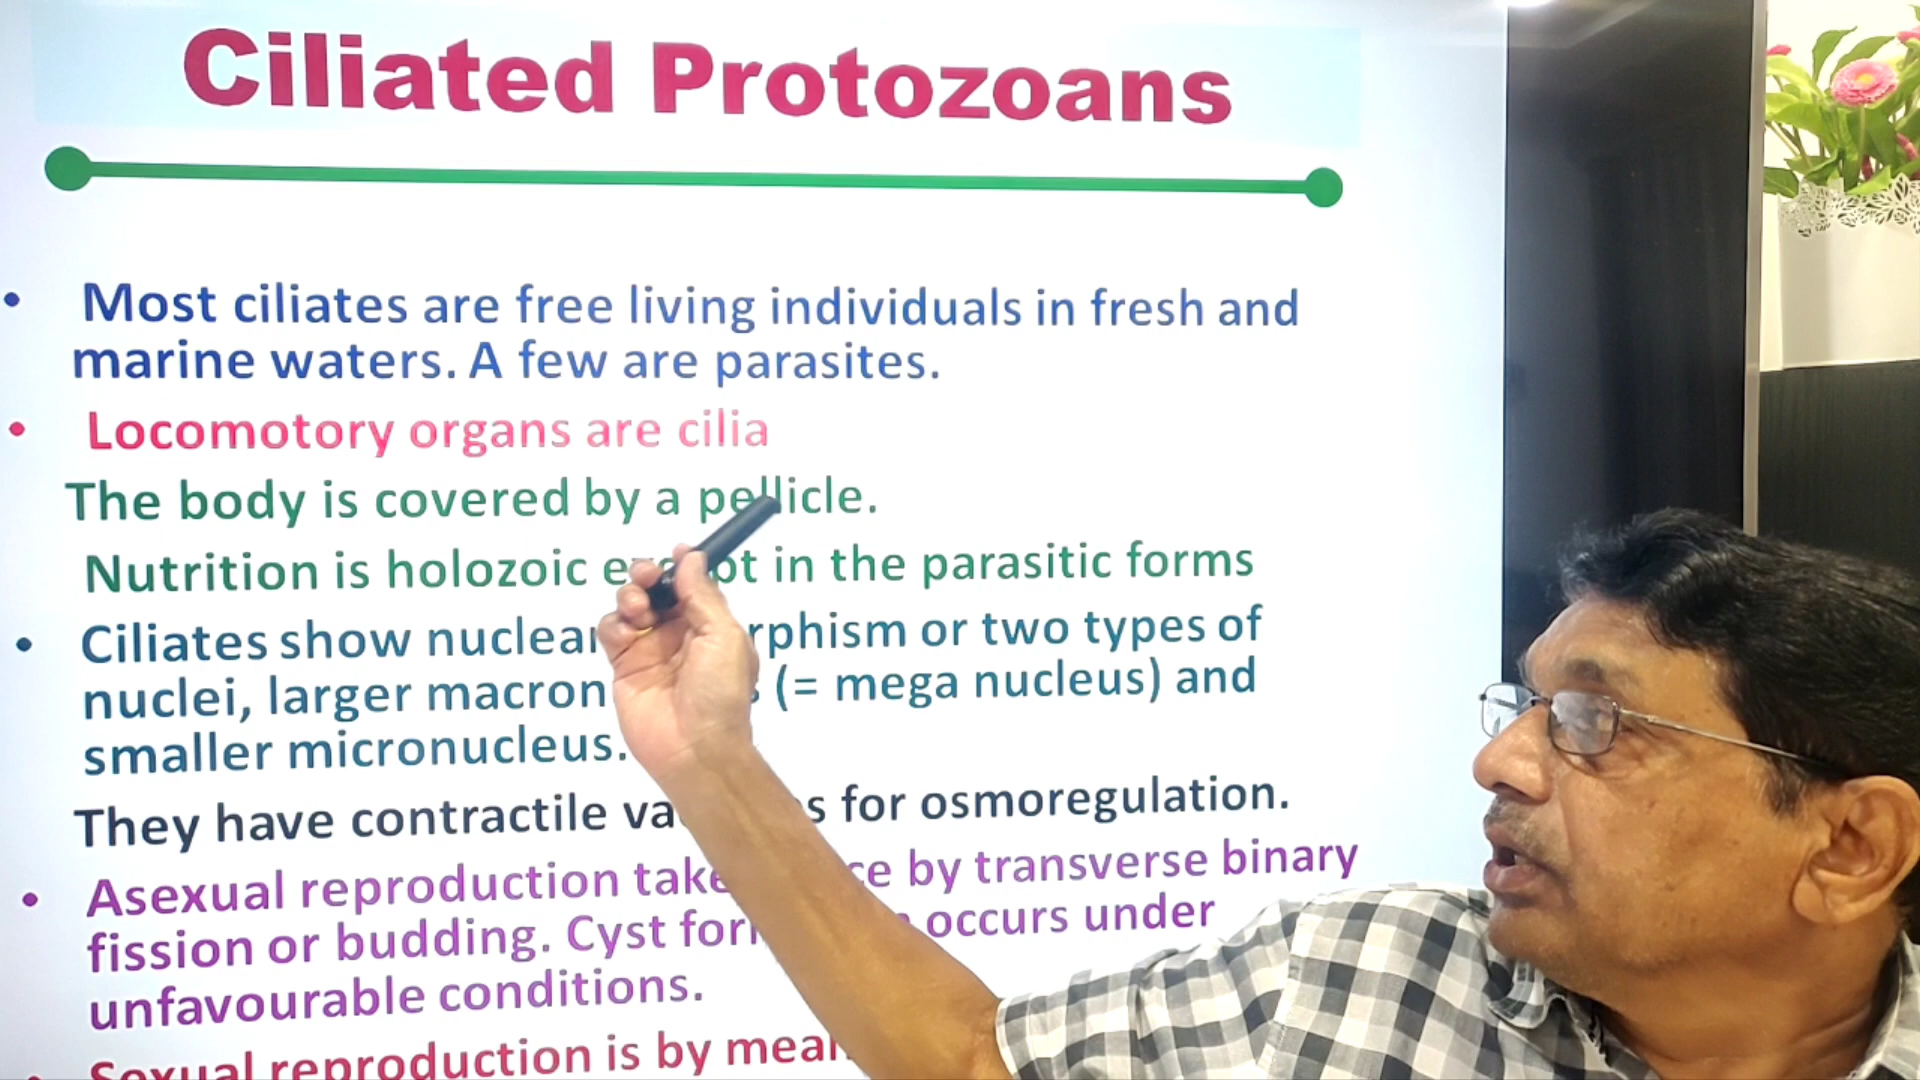 Ciliated Protozoans
• Most ciliates are free living individuals in fresh and
marine waters. A few are parasites.
• Locomotory organs are cilia
The body is covered by a pellicle.
Nutrition is holozoic in the parasitic forms
• Ciliates show nuclear or two types of
nuclei, larger (= mega nucleus) and
smaller micronucleus.
They have contractile for osmoregulation.
• Asexual reproduction by transverse binary
fission or budding. Cyst occurs under
unfavourable conditions.
• Sexual reproduction is by